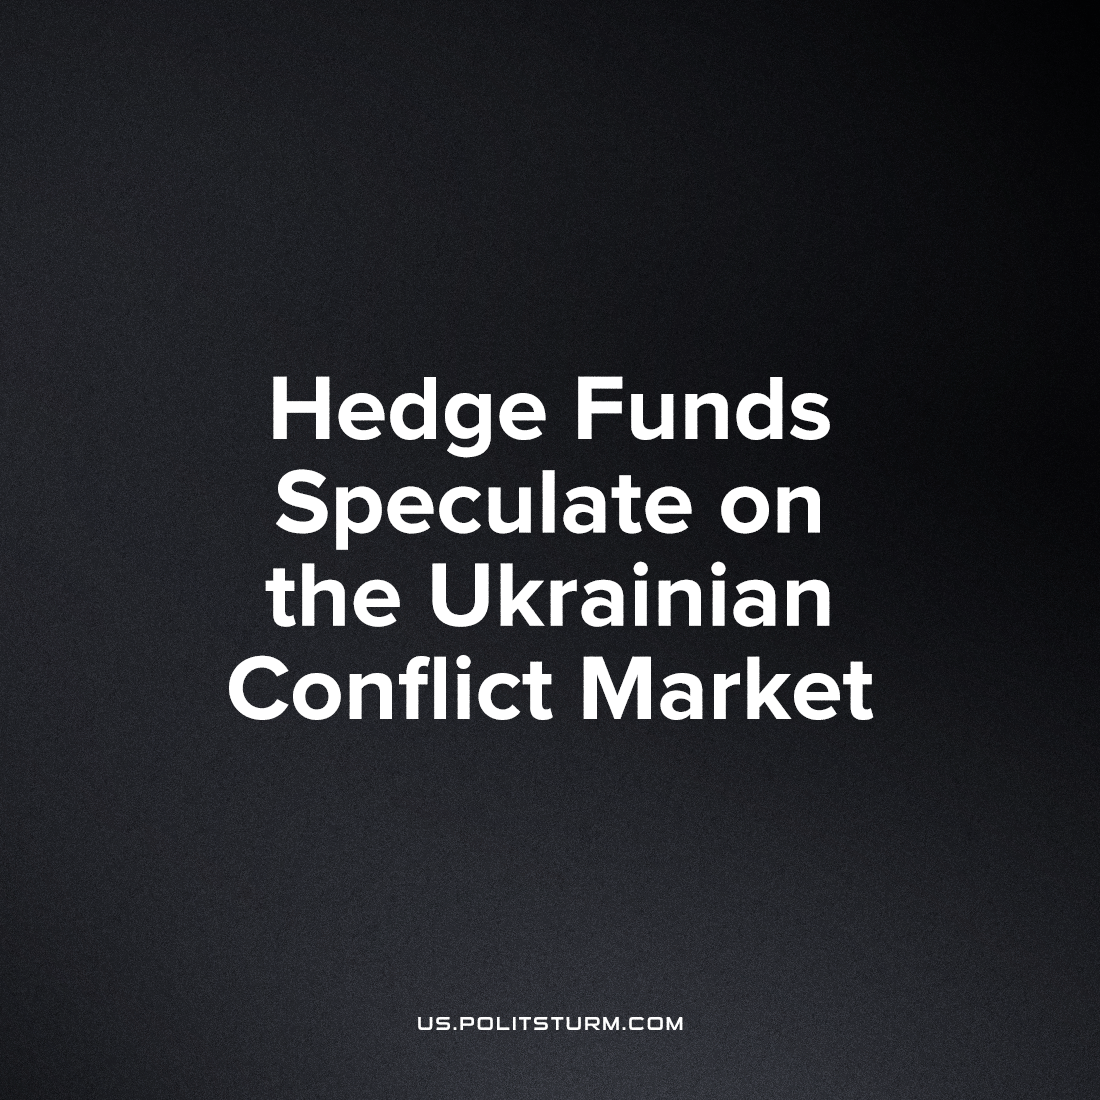 Hedge Funds
Speculate on
the Ukrainian
Conflict Market
US.POLITSTURM.COM